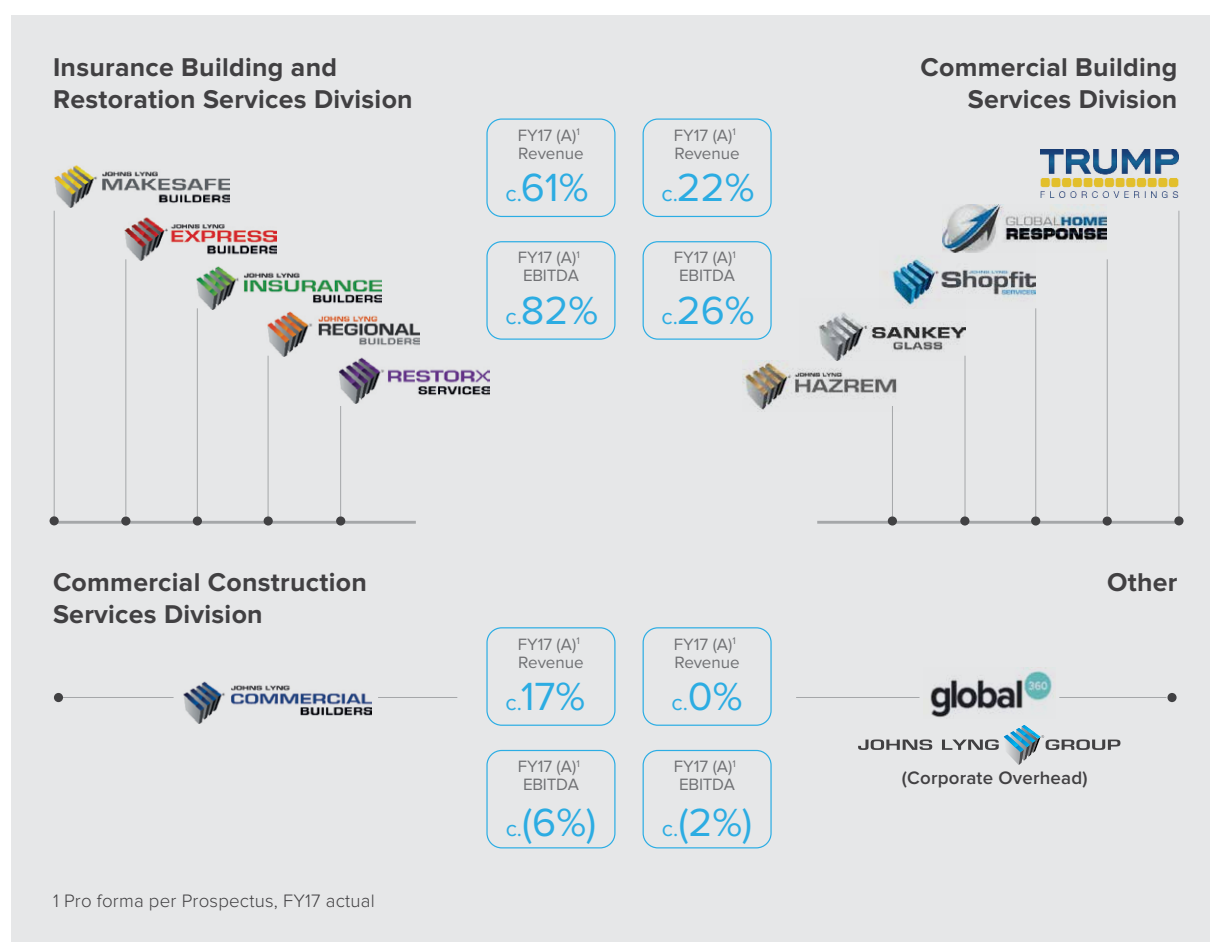 Insurance Building and
Restoration Services Division
JOHNS LYNG
MAKESAFE
BUILDERS
JOHNS LYNG
EXPRESS
BUILDERS
JOHNS LYNG
INSURANCE
BUILDERS
JOHNS LYNG
REGIONAL
BUILDERS
RESTORX
SERVICES
FY17 (A)¹
Revenue
c.61%
FY17 (A)¹
EBITDA
c.82%
Commercial Building
Services Division
FY17 (A)¹
Revenue
c.22%
FY17 (A)¹
EBITDA
c.26%
TRUMP
FLOORCOVERINGS
GLOBALHOME
RESPONSE
JOHNS LYNG
Shopfit
SERVICES
SANKEY
GLASS
JOHNS LYNG
HAZREM
Commercial Construction
Services Division
JOHNS LYNG
COMMERCIAL
BUILDERS
FY17 (A)¹
Revenue
c.17%
FY17 (A)¹
EBITDA
c.(6%)
Other
FY17 (A)¹
Revenue
c.0%
FY17 (A)¹
EBITDA
c.(2%)
global 360
JOHNS LYNG GROUP
(Corporate Overhead)
1 Pro forma per Prospectus, FY17 actual